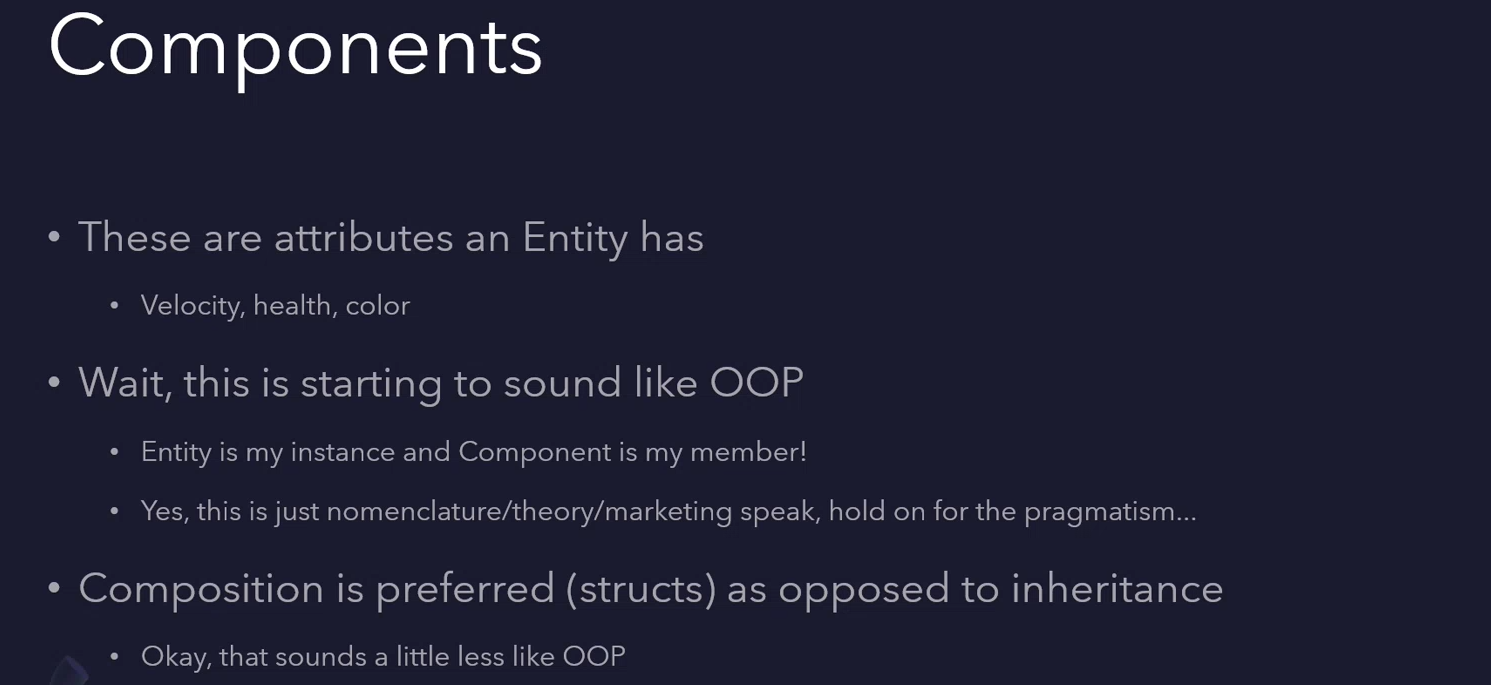 Components
• These are attributes an Entity has
• Velocity, health, color
• Wait, this is starting to sound like OOP
• Entity is my instance and Component is my member!
• Yes, this is just nomenclature/theory/marketing speak, hold on for the pragmatism...
• Composition is preferred (structs) as opposed to inheritance
• Okay, that sounds a little less like OOP